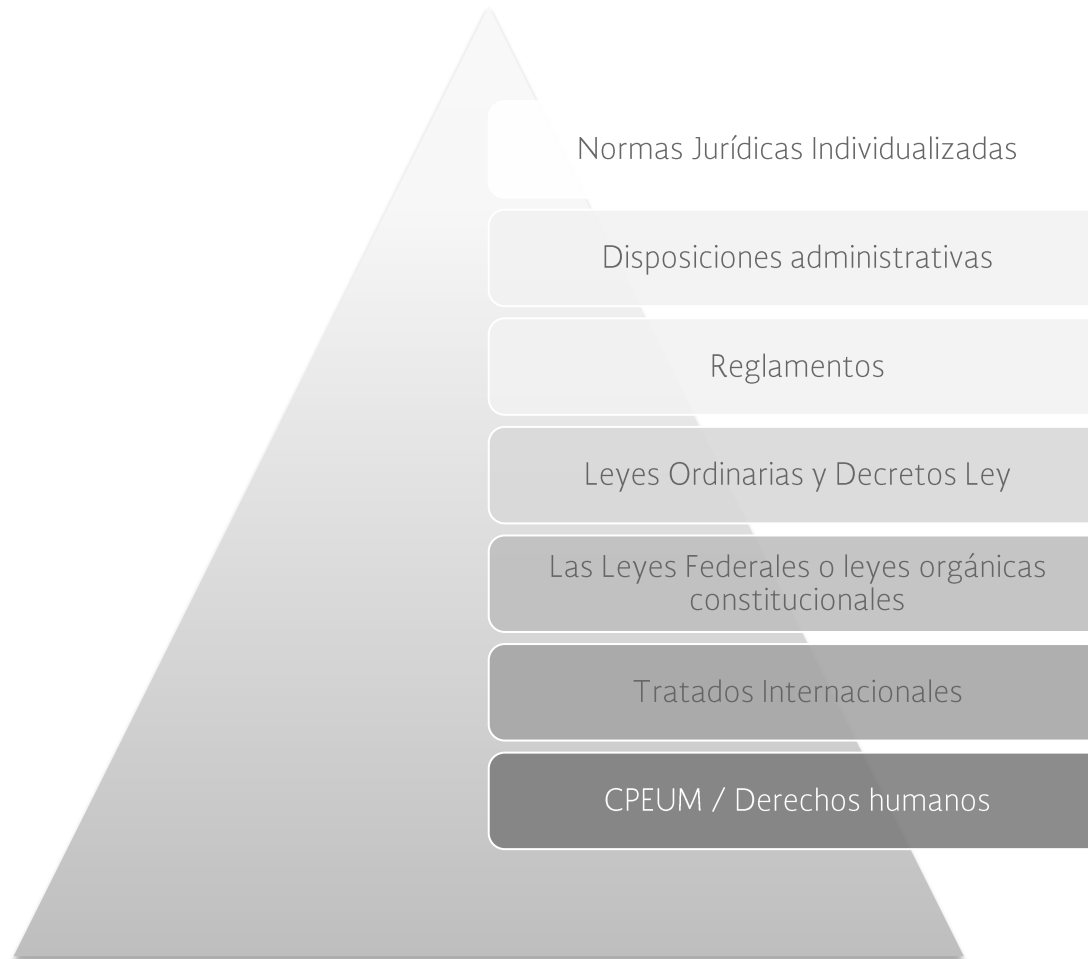 Normas Jurídicas Individualizadas
Disposiciones administrativas
Reglamentos
Leyes Ordinarias y Decretos Ley
Las Leyes Federales o leyes orgánicas
constitucionales
Tratados Internacionales
CPEUM / Derechos humanos